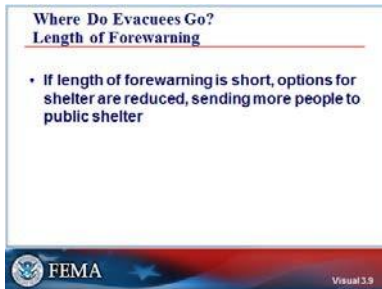 Where Do Evacuees Go?
Length of Forewarning
• If length of forewarning is short, options for
shelter are reduced, sending more people to
public shelter
FEMA
Visual 3.9